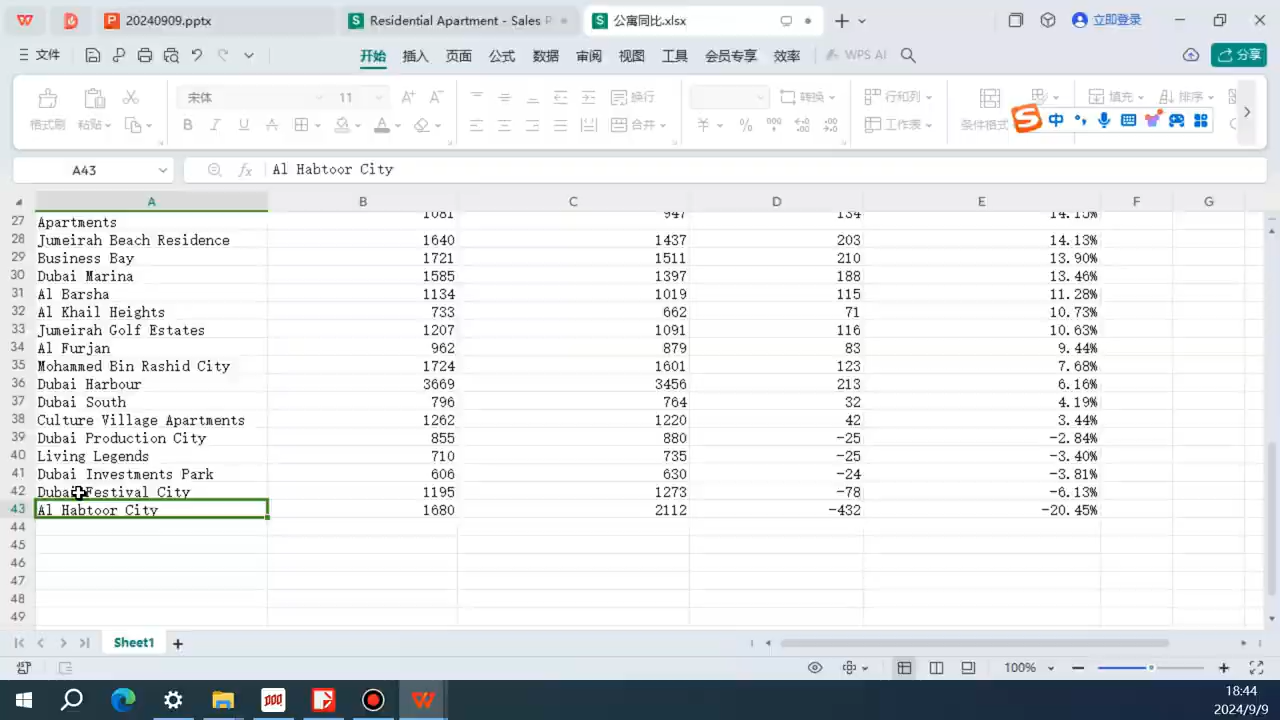 20240909.pptx
Residential Apartment - Sales P
公寓同比.xlsx
立即登录
文件
开始 插入 页面 公式 数据 审阅 视图 工具 会员专享 效率 WPS AI
分享
格式刷 粘贴
宋体 11
换行
合并
转换
行和列
工作表
条件格式
填充 排序
中
A43 fx Al Habtoor City
A B C D E F G
27 Apartments 1081 947 134 14.15%
28 Jumeirah Beach Residence 1640 1437 203 14.13%
29 Business Bay 1721 1511 210 13.90%
30 Dubai Marina 1585 1397 188 13.46%
31 Al Barsha 1134 1019 115 11.28%
32 Al Khail Heights 733 662 71 10.73%
33 Jumeirah Golf Estates 1207 1091 116 10.63%
34 Al Furjan 962 879 83 9.44%
35 Mohammed Bin Rashid City 1724 1601 123 7.68%
36 Dubai Harbour 3669 3456 213 6.16%
37 Dubai South 796 764 32 4.19%
38 Culture Village Apartments 1262 1220 42 3.44%
39 Dubai Production City 855 880 -25 -2.84%
40 Living Legends 710 735 -25 -3.40%
41 Dubai Investments Park 606 630 -24 -3.81%
42 Dubai Festival City 1195 1273 -78 -6.13%
43 Al Habtoor City 1680 2112 -432 -20.45%
44
45
46
47
48
49
Sheet1
100%
18:44
2024/9/9